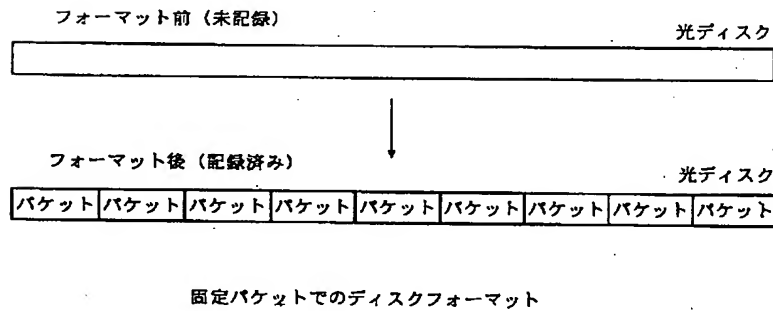 フォーマット前（未記録）
光ディスク
フォーマット後（記録済み）
光ディスク
パケット パケット パケット パケット パケット パケット パケット パケット パケット
固定パケットでのディスクフォーマット